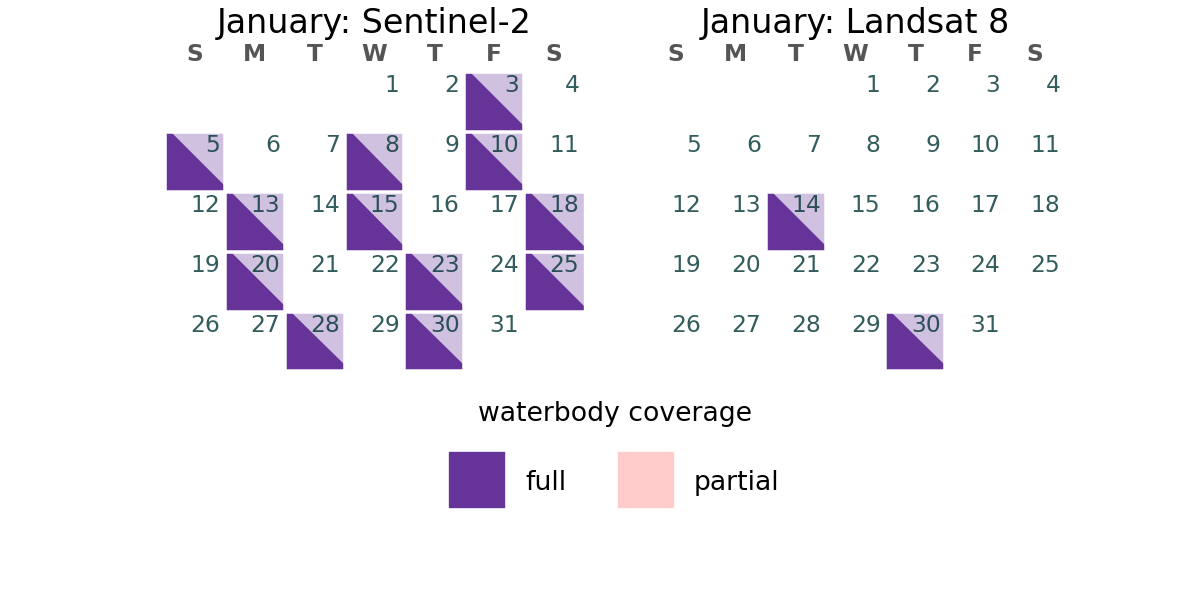 January: Sentinel-2
S M T W T F S
1 2 3 4
5 6 7 8 9 10 11
12 13 14 15 16 17 18
19 20 21 22 23 24 25
26 27 28 29 30 31
January: Landsat 8
S M T W T F S
1 2 3 4
5 6 7 8 9 10 11
12 13 14 15 16 17 18
19 20 21 22 23 24 25
26 27 28 29 30 31
waterbody coverage
full partial